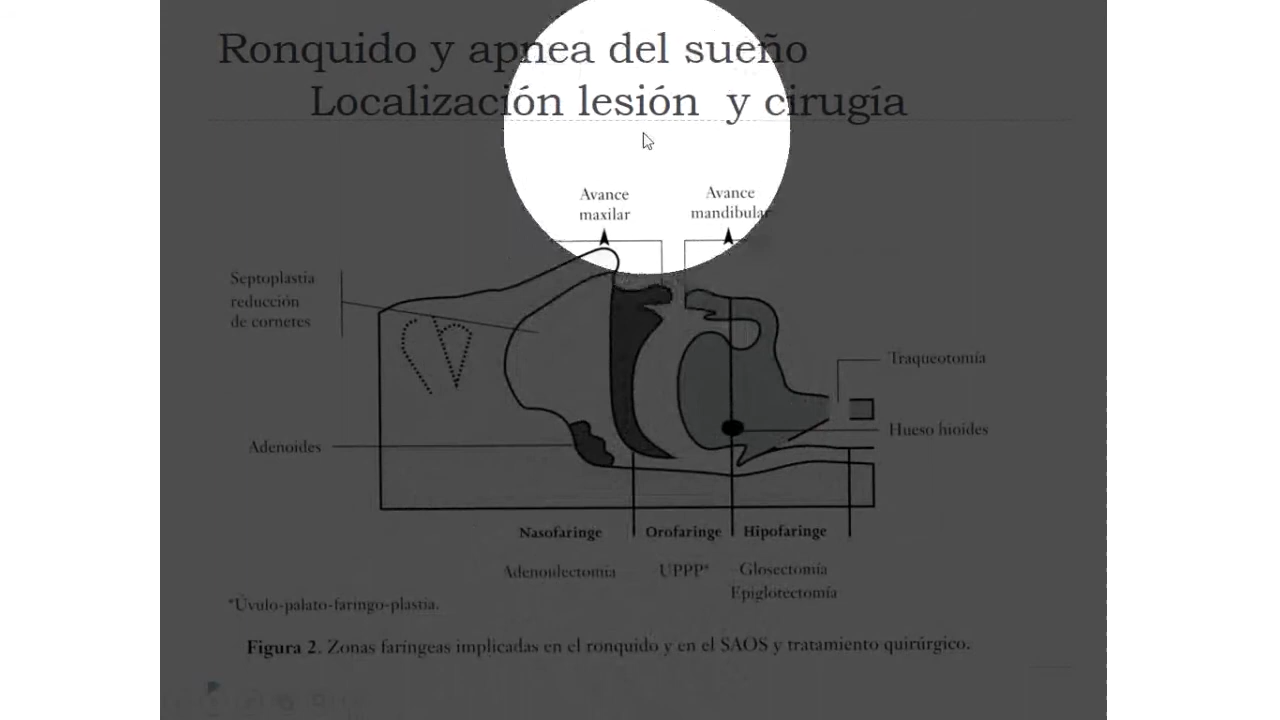 Ronquido y apnea del sueño
Localización lesión y cirugía
Avance
maxilar
Avance
mandibular
Septoplastia
reducción
de cornetes
Traqueotomía
Hueso hioides
Adenoides
Nasofaringe
Orofaringe
Hipofaringe
Adenoidectomía
UPPP*
Glosectomía
Epiglotectomía
*Úvulo-palato-faringo-plastia.
Figura 2. Zonas faríngeas implicadas en el ronquido y en el SAOS y tratamiento quirúrgico.